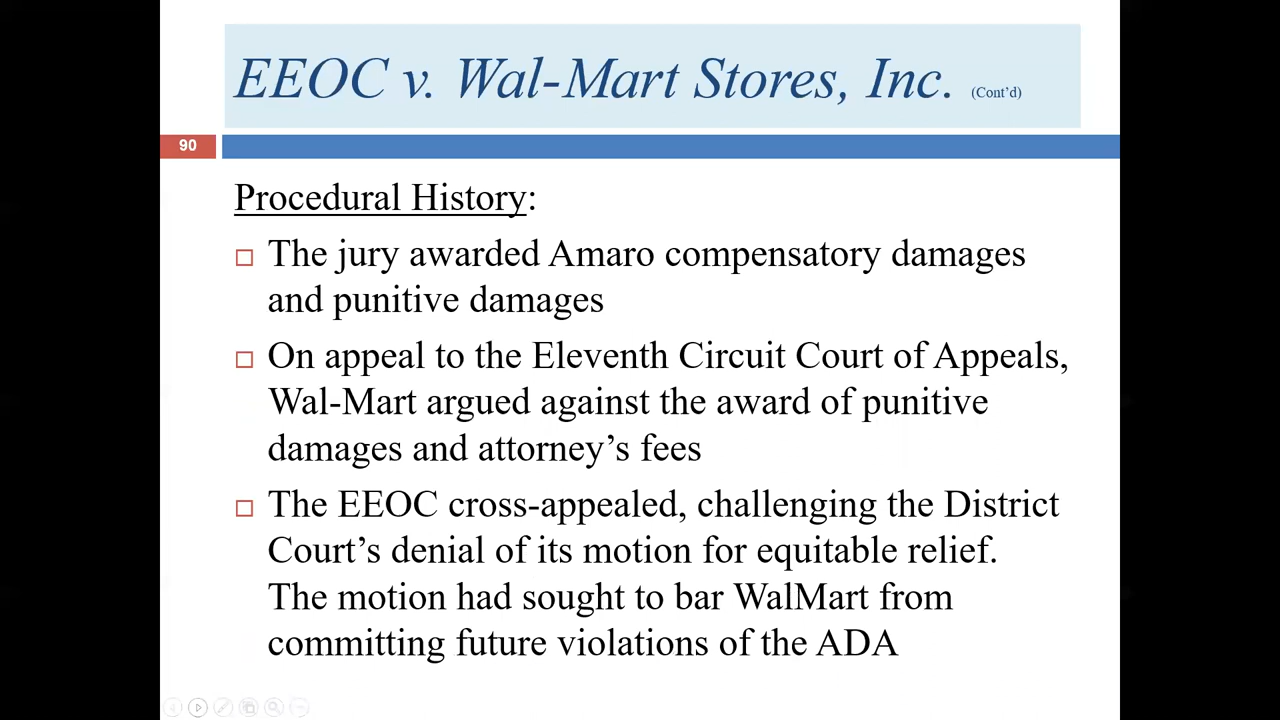 EEOC v. Wal-Mart Stores, Inc. (Cont’d)
90
Procedural History:
The jury awarded Amaro compensatory damages
and punitive damages
On appeal to the Eleventh Circuit Court of Appeals,
Wal-Mart argued against the award of punitive
damages and attorney’s fees
The EEOC cross-appealed, challenging the District
Court’s denial of its motion for equitable relief.
The motion had sought to bar WalMart from
committing future violations of the ADA